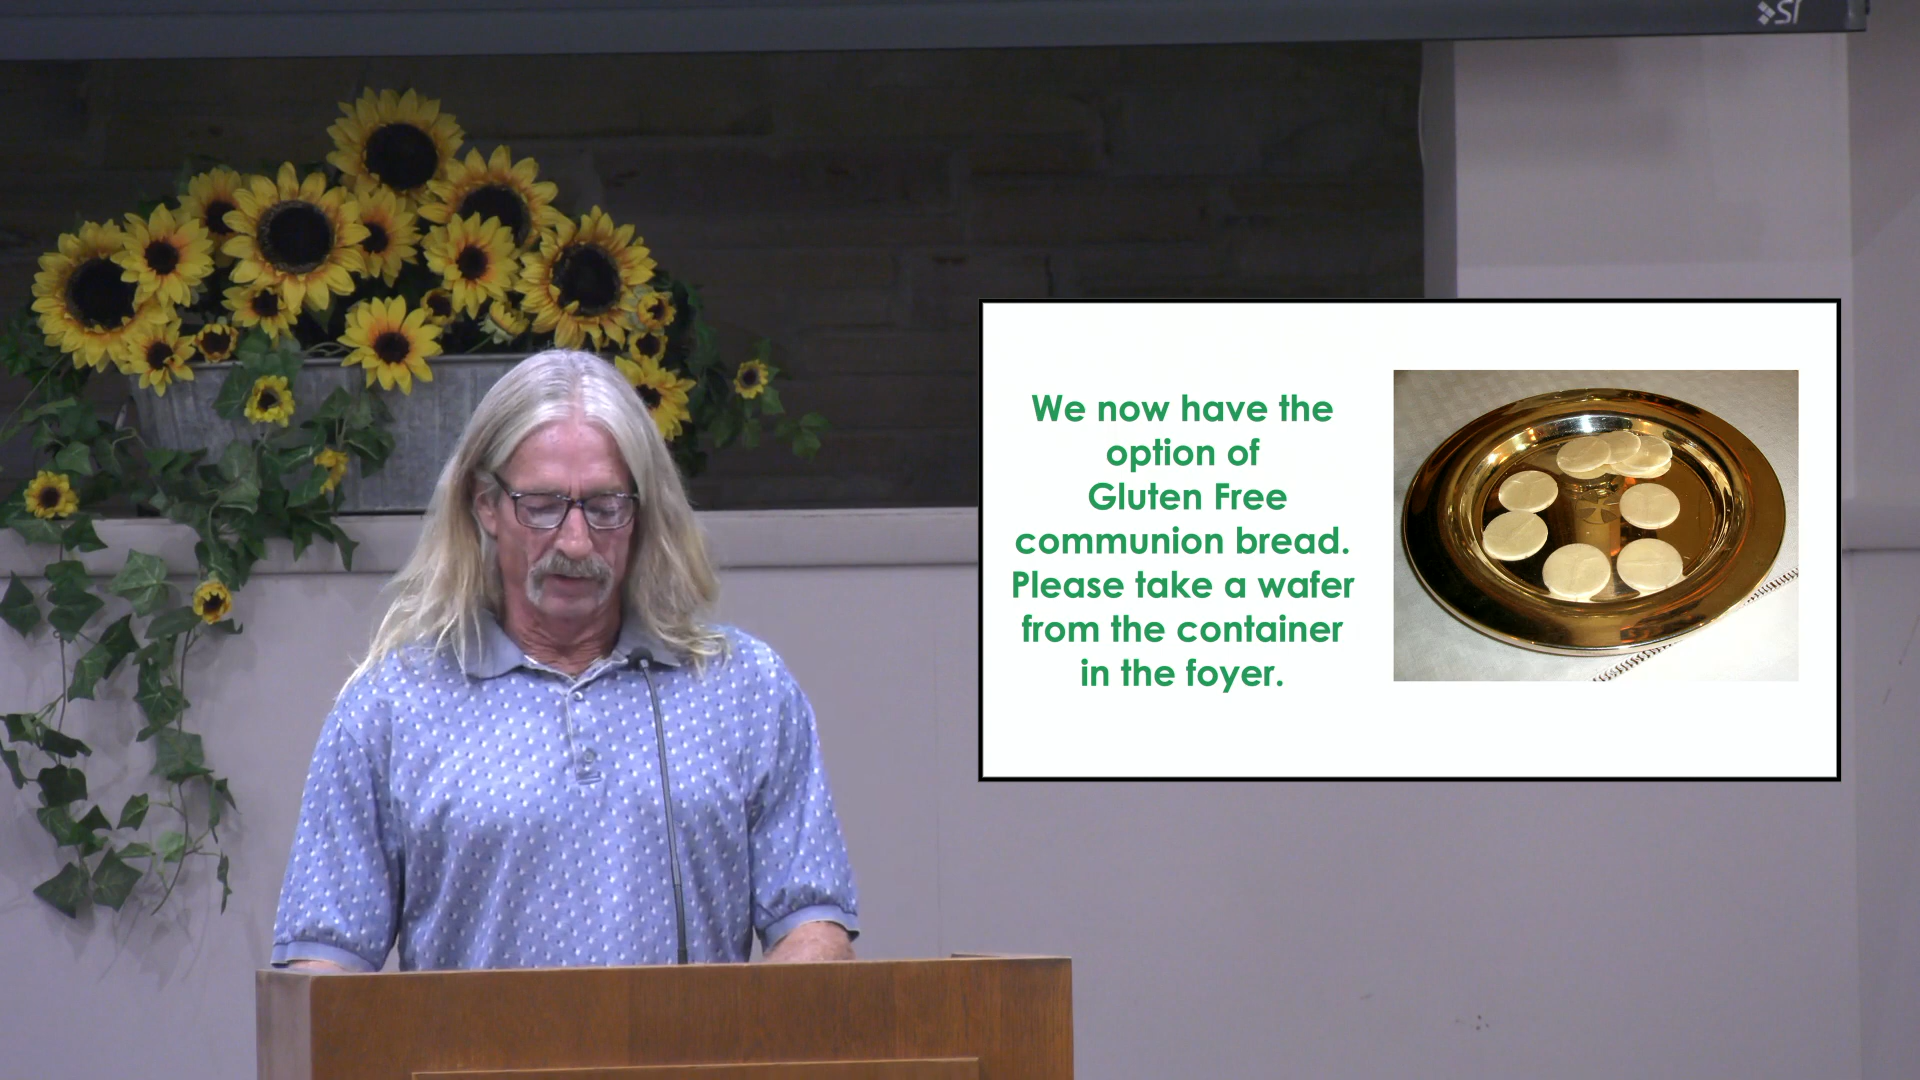 SI
We now have the
option of
Gluten Free
communion bread.
Please take a wafer
from the container
in the foyer.